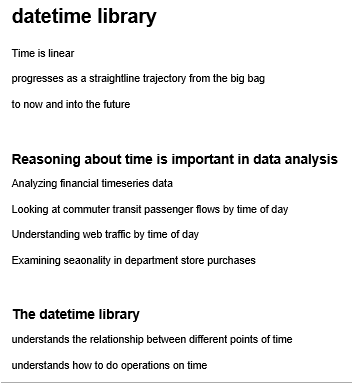 datetime library
Time is linear
progresses as a straightline trajectory from the big bag
to now and into the future
Reasoning about time is important in data analysis
Analyzing financial timeseries data
Looking at commuter transit passenger flows by time of day
Understanding web traffic by time of day
Examining seaonality in department store purchases
The datetime library
understands the relationship between different points of time
understands how to do operations on time